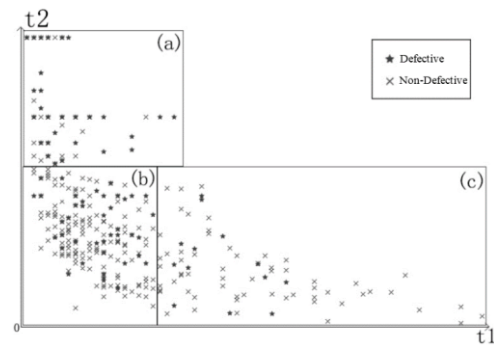 t2
(a)
★ Defective
× Non-Defective
(b)
(c)
0
t1